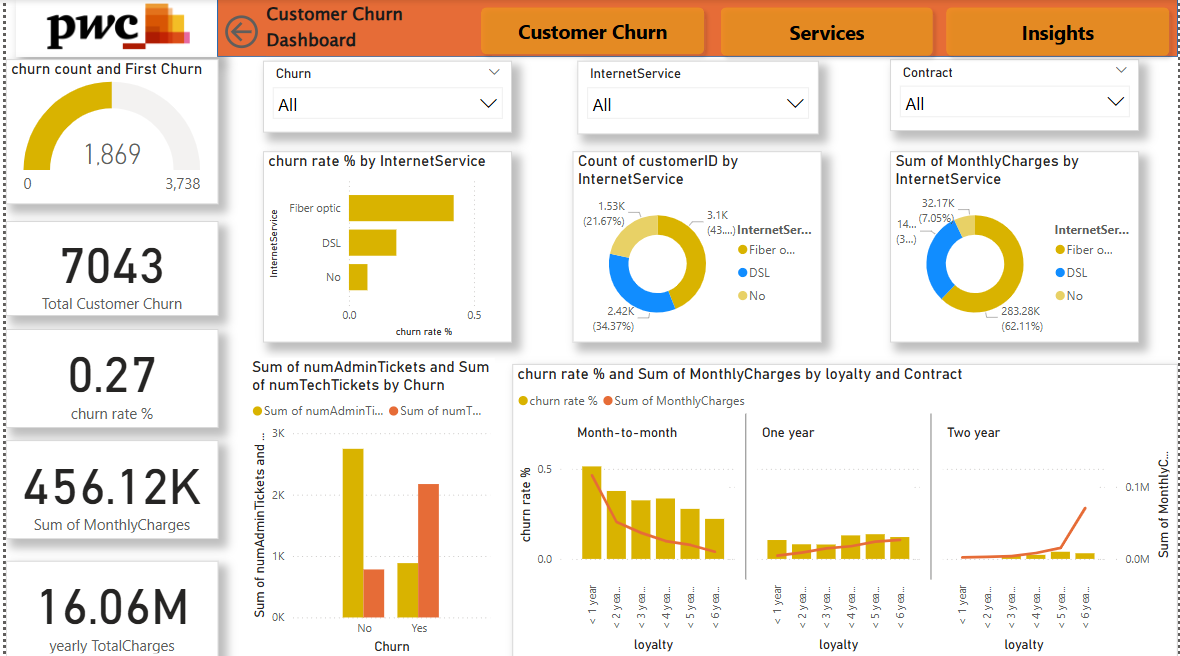 pwc
Customer Churn
Dashboard
Customer Churn
Services
Insights
churn count and First Churn
1,869
0
3,738
7043
Total Customer Churn
0.27
churn rate %
456.12K
Sum of MonthlyCharges
16.06M
yearly TotalCharges
Churn
All
InternetService
All
Contract
All
churn rate % by InternetService
InternetService
Fiber optic
DSL
No
0.0
0.5
churn rate %
Count of customerID by
InternetService
1.53K
(21.67%)
3.1K
(43....)
2.42K
(34.37%)
InternetSer...
Fiber o...
DSL
No
Sum of MonthlyCharges by
InternetService
32.17K
(7.05%)
14...
(3...)
283.28K
(62.11%)
InternetSer...
Fiber o...
DSL
No
Sum of numAdminTickets and Sum
of numTechTickets by Churn
Sum of numAdminTi...
Sum of numT...
Sum of numAdminTickets and ...
3K
2K
1K
0K
No
Yes
Churn
churn rate % and Sum of MonthlyCharges by loyalty and Contract
churn rate %
Sum of MonthlyCharges
Month-to-month
One year
Two year
churn rate %
0.5
0.0
0.1M
0.0M
Sum of MonthlyC...
< 1 year
< 2 yea...
< 3 yea...
< 4 yea...
< 5 yea...
< 6 yea...
loyalty
< 1 year
< 2 yea...
< 3 yea...
< 4 yea...
< 5 yea...
< 6 yea...
loyalty
< 1 year
< 2 yea...
< 3 yea...
< 4 yea...
< 5 yea...
< 6 yea...
loyalty